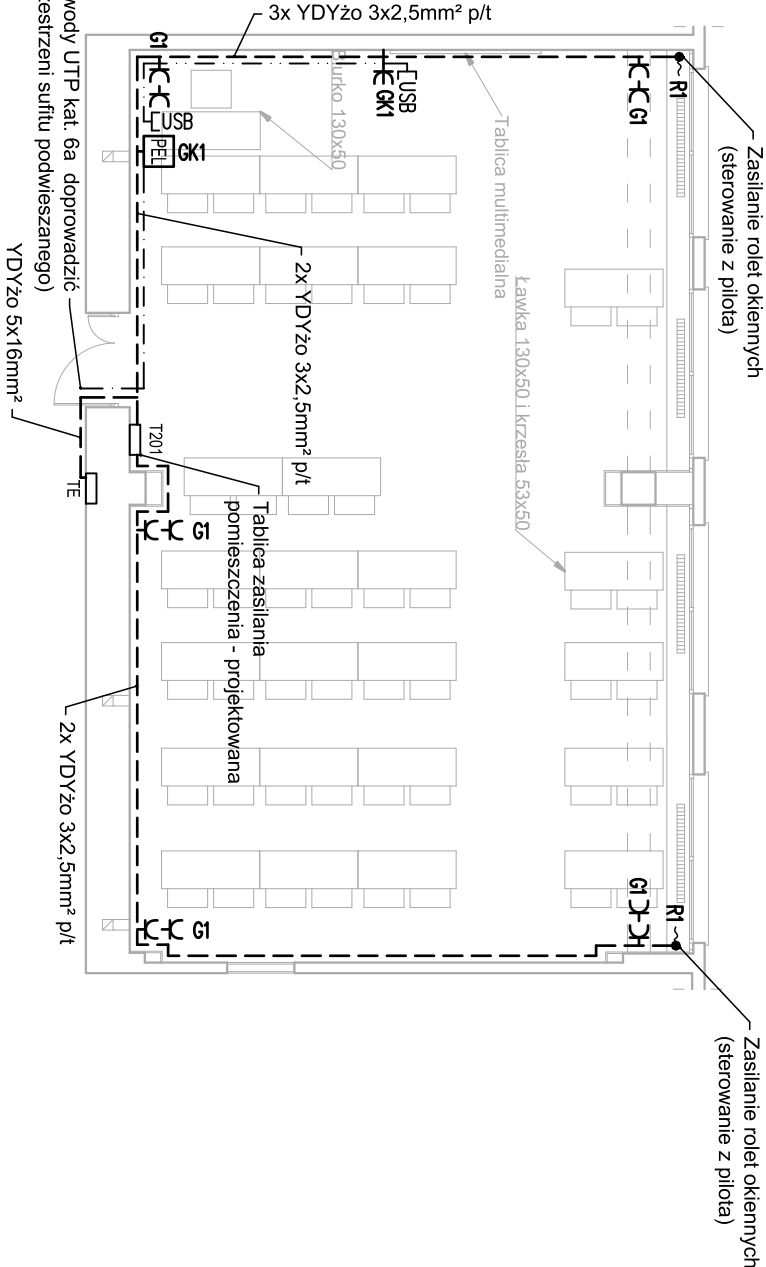 3x YDYżo 3x2,5mm² p/t
Zasilanie rolet okiennych
(sterowanie z pilota)
G1
USB
PEL
GK1
GK1
USB
G1
R1
Biurko 130x50
Tablica multimedialna
Ławka 130x50 i krzesła 53x50
2x YDYżo 3x2,5mm² p/t
kat. 6a doprowadzić
UTP
sufitu podwieszanego)
YDYżo 5x16mm²
T201
TE
Tablica zasilania
pomieszczenia - projektowana
G1
2x YDYżo 3x2,5mm² p/t
G1
G1
R1
Zasilanie rolet okiennych
(sterowanie z pilota)